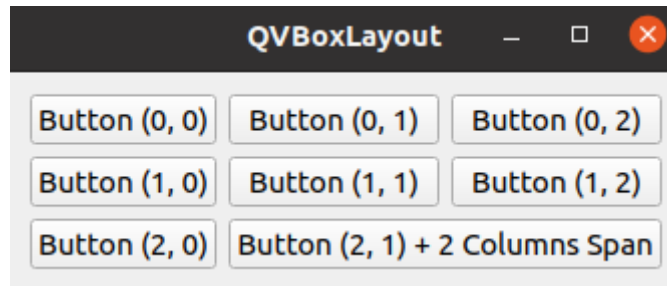 QVBoxLayout
Button (0, 0) Button (0, 1) Button (0, 2)
Button (1, 0) Button (1, 1) Button (1, 2)
Button (2, 0) Button (2, 1) + 2 Columns Span